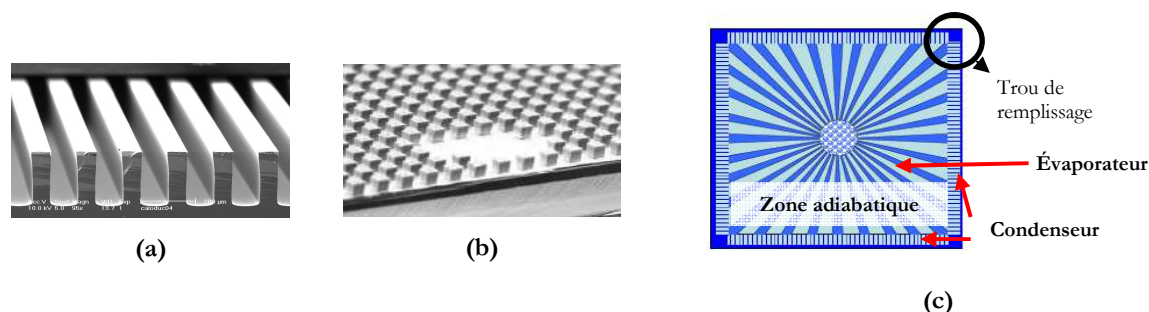 Trou de
remplissage
Évaporateur
Zone adiabatique
Condenseur
(a)
(b)
(c)